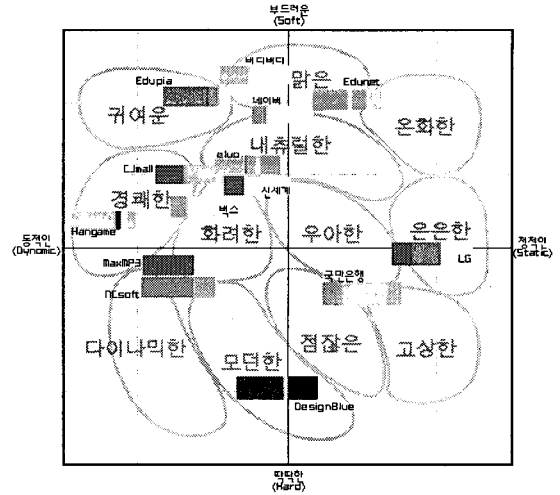 부드러운
(Soft)
버디버디
맑은
Edupia
Edunet
귀여운
네이버
온화한
내츄럴한
eluo
CJmall
신세계
경쾌한
벅스
은은한
Hangame
화려한
우아한
동적인
(Dynamic)
정적인
(Static)
LG
maxMP3
국민은행
NCsoft
다이나믹한
모던한
점잖은
고상한
DesignBlue
딱딱한
(Hard)